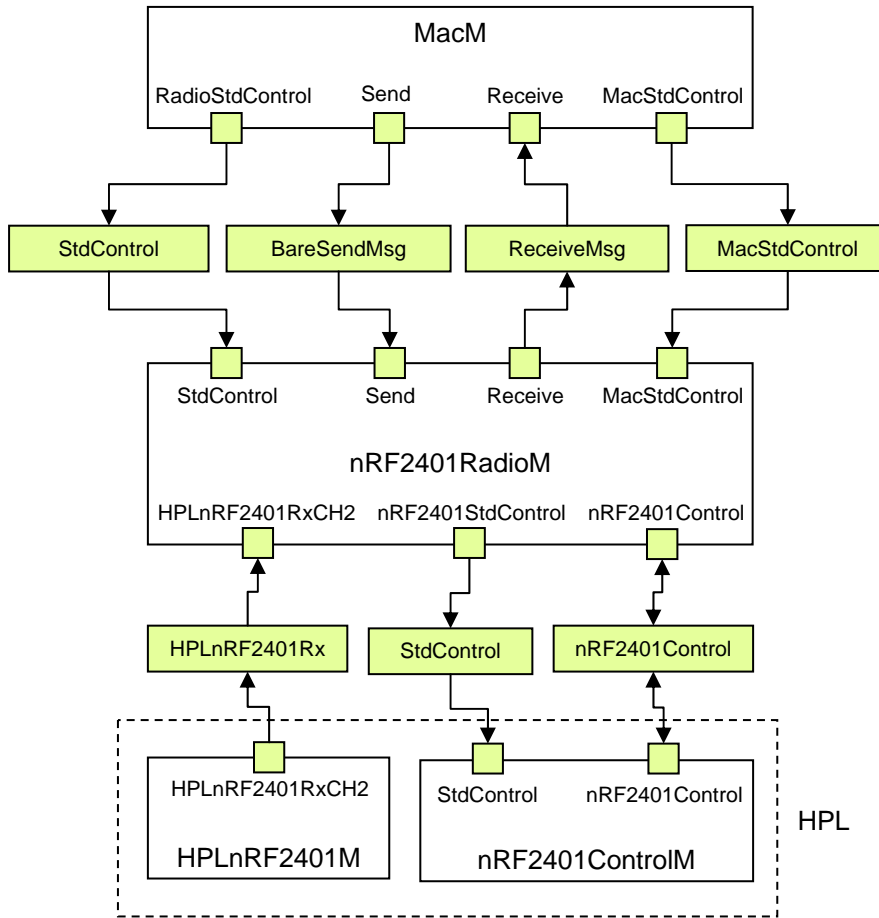 MacM
RadioStdControl Send Receive MacStdControl
StdControl BareSendMsg ReceiveMsg MacStdControl
StdControl Send Receive MacStdControl
nRF2401RadioM
HPLnRF2401RxCH2 nRF2401StdControl nRF2401Control
HPLnRF2401Rx StdControl nRF2401Control
HPLnRF2401RxCH2 StdControl nRF2401Control
HPL
HPLnRF2401M nRF2401ControlM